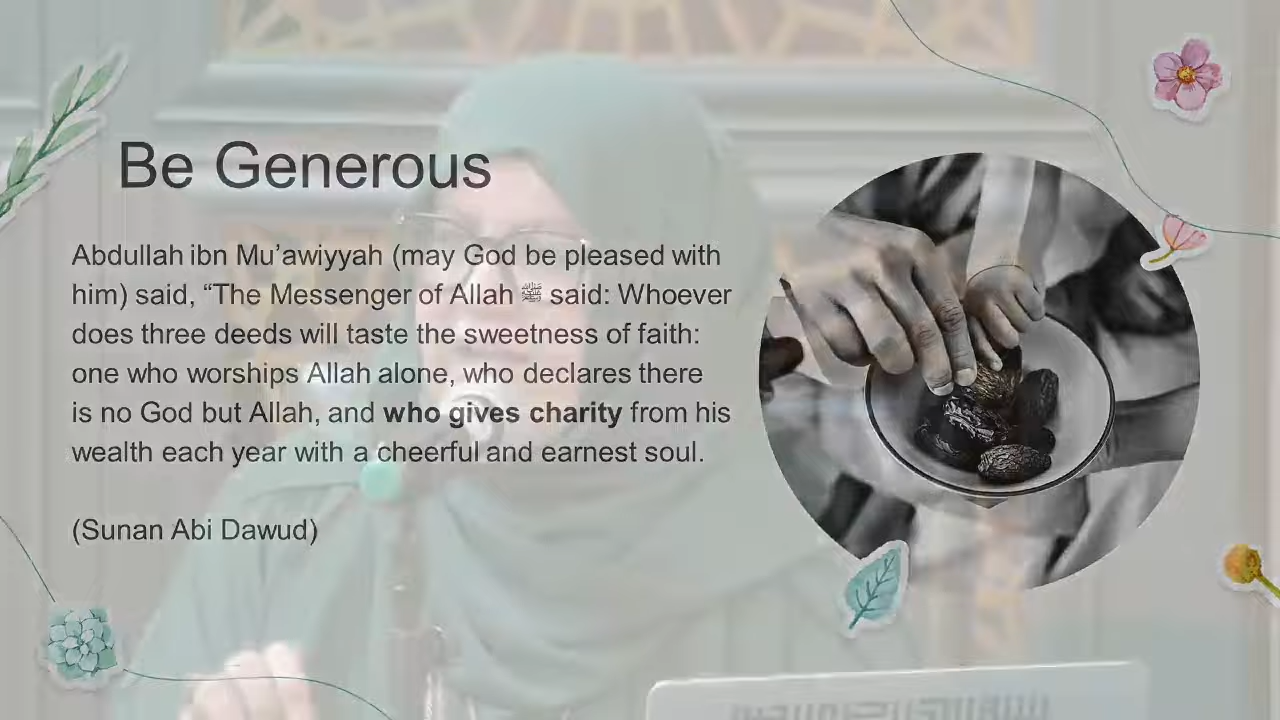 Be Generous
Abdullah ibn Mu’awiyyah (may God be pleased with
him) said, “The Messenger of Allah ﷺ said: Whoever
does three deeds will taste the sweetness of faith:
one who worships Allah alone, who declares there
is no God but Allah, and who gives charity from his
wealth each year with a cheerful and earnest soul.
(Sunan Abi Dawud)